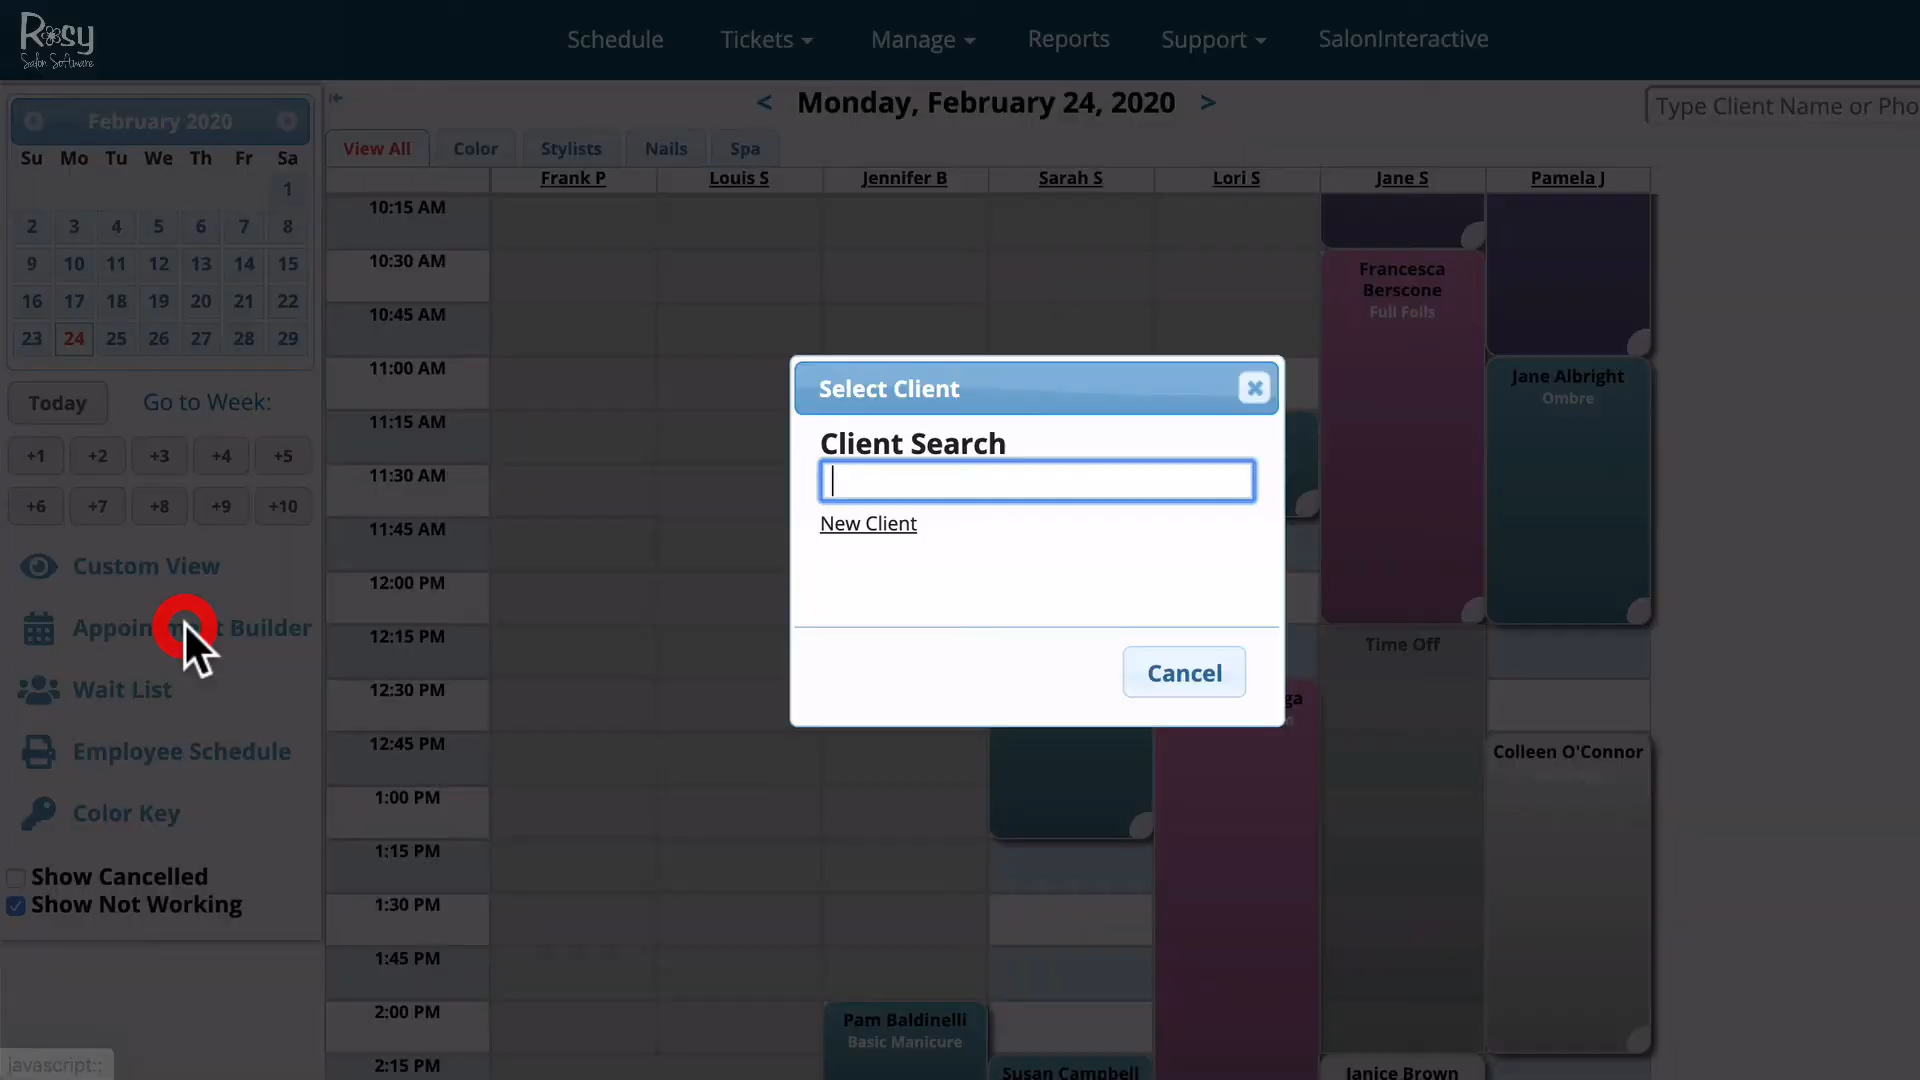 Rosy
Salon Software
Schedule
Tickets
Manage
Reports
Support
SalonInteractive
February 2020
Su Mo Tu We Th Fr Sa
1
2 3 4 5 6 7 8
9 10 11 12 13 14 15
16 17 18 19 20 21 22
23 24 25 26 27 28 29
Today
Go to Week:
+1 +2 +3 +4 +5
+6 +7 +8 +9 +10
Custom View
Appointment Builder
Wait List
Employee Schedule
Color Key
Show Cancelled
Show Not Working
javascript:;
< Monday, February 24, 2020 >
Type Client Name or Pho
View All
Color
Stylists
Nails
Spa
Frank P
Louis S
Jennifer B
Sarah S
Lori S
Jane S
Pamela J
10:15 AM
10:30 AM
10:45 AM
11:00 AM
11:15 AM
11:30 AM
11:45 AM
12:00 PM
12:15 PM
12:30 PM
12:45 PM
1:00 PM
1:15 PM
1:30 PM
1:45 PM
2:00 PM
2:15 PM
Francesca
Berscone
Full Foils
Jane Albright
Ombre
Time Off
Colleen O'Connor
Pam Baldinelli
Basic Manicure
Susan Campbell
Janice Brown
Select Client
Client Search
New Client
Cancel